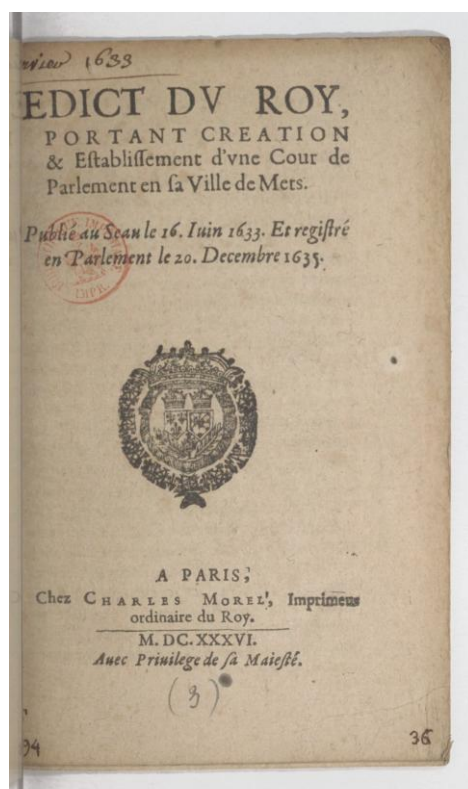 1633
EDICT DV ROY,
PORTANT CREATION
& Eſtabliſſement d'vne Cour de
Parlement en ſa Ville de Mets.
Publié au Seau le 16. Iuin 1633. Et regiſtré
en Parlement le 20. Decembre 1635.
A PARIS,
Chez CHARLES MOREL, Imprimeur
ordinaire du Roy.
M. DC. XXXVI.
Auec Priuilege de ſa Maieſté.
(3)
94
36